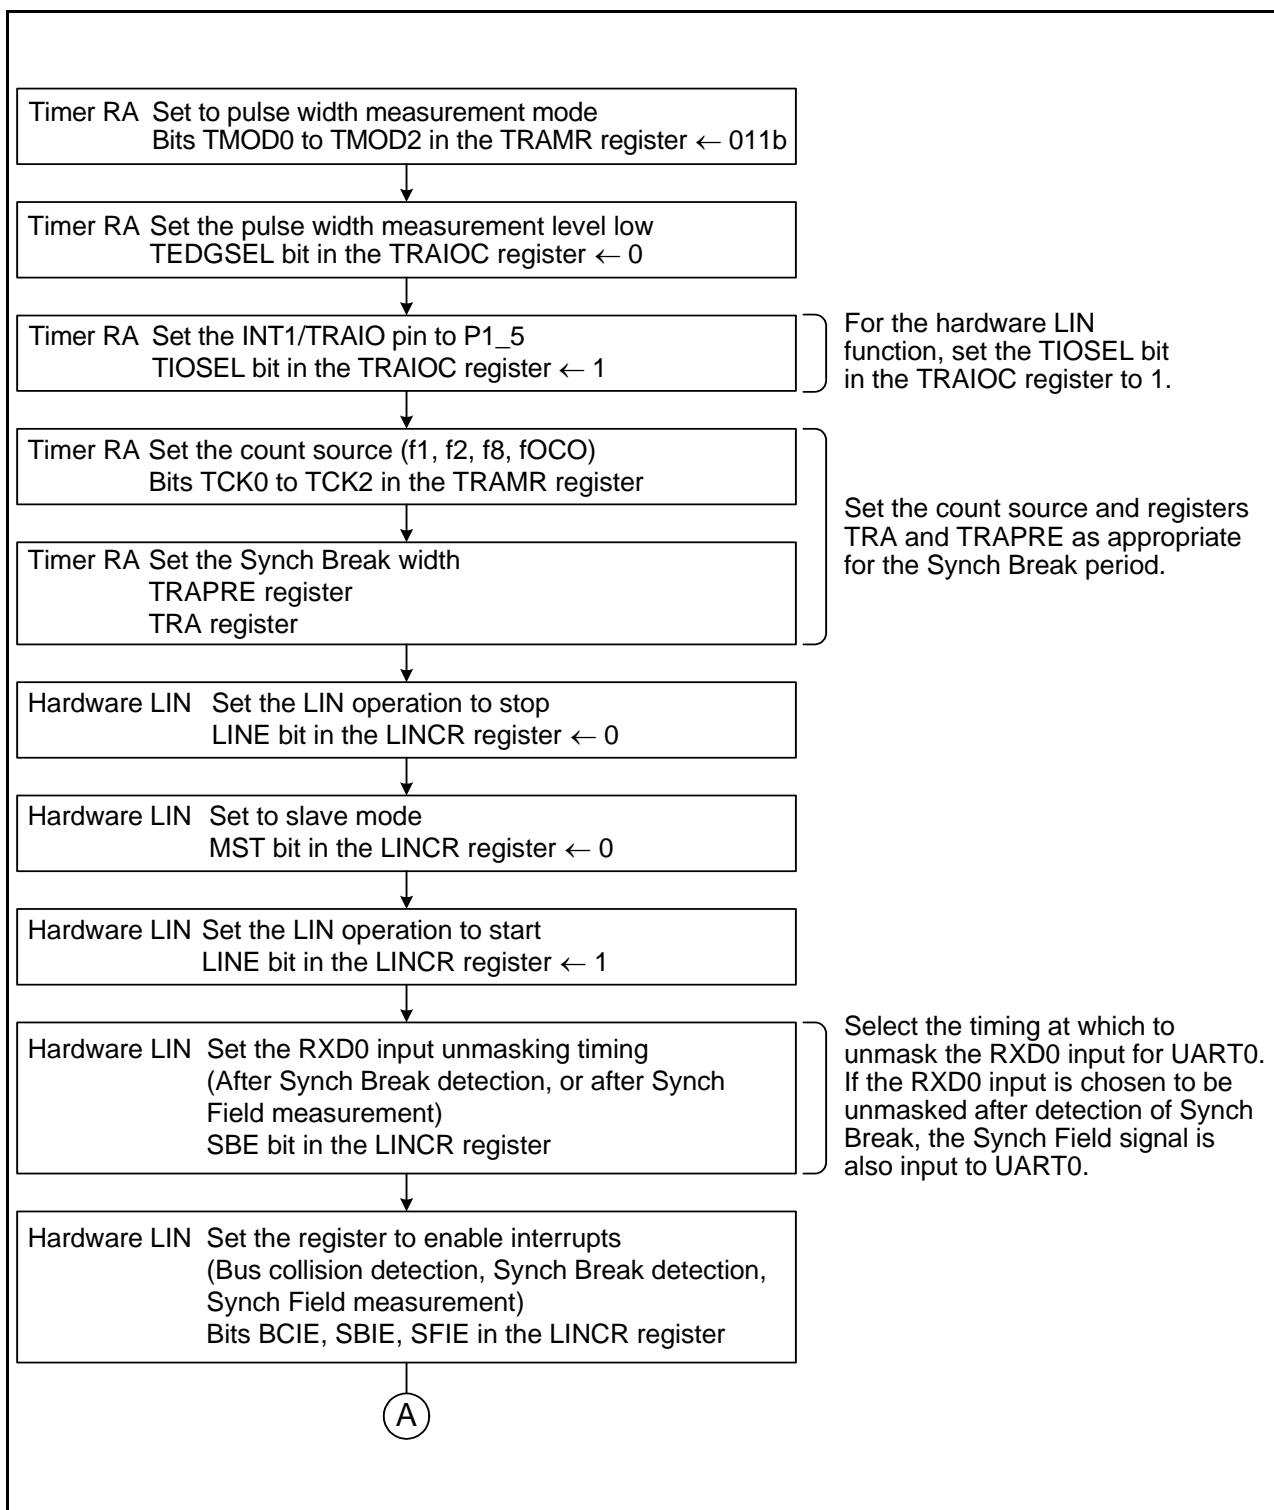 Timer RA Set to pulse width measurement mode
Bits TMOD0 to TMOD2 in the TRAMR register ← 011b
Timer RA Set the pulse width measurement level low
TEDGSEL bit in the TRAIOC register ← 0
Timer RA Set the INT1/TRAIO pin to P1_5
TIOSEL bit in the TRAIOC register ← 1
For the hardware LIN
function, set the TIOSEL bit
in the TRAIOC register to 1.
Timer RA Set the count source (f1, f2, f8, fOCO)
Bits TCK0 to TCK2 in the TRAMR register
Timer RA Set the Synch Break width
TRAPRE register
TRA register
Set the count source and registers
TRA and TRAPRE as appropriate
for the Synch Break period.
Hardware LIN Set the LIN operation to stop
LINE bit in the LINCR register ← 0
Hardware LIN Set to slave mode
MST bit in the LINCR register ← 0
Hardware LIN Set the LIN operation to start
LINE bit in the LINCR register ← 1
Hardware LIN Set the RXD0 input unmasking timing
(After Synch Break detection, or after Synch
Field measurement)
SBE bit in the LINCR register
Select the timing at which to
unmask the RXD0 input for UART0.
If the RXD0 input is chosen to be
unmasked after detection of Synch
Break, the Synch Field signal is
also input to UART0.
Hardware LIN Set the register to enable interrupts
(Bus collision detection, Synch Break detection,
Synch Field measurement)
Bits BCIE, SBIE, SFIE in the LINCR register
A